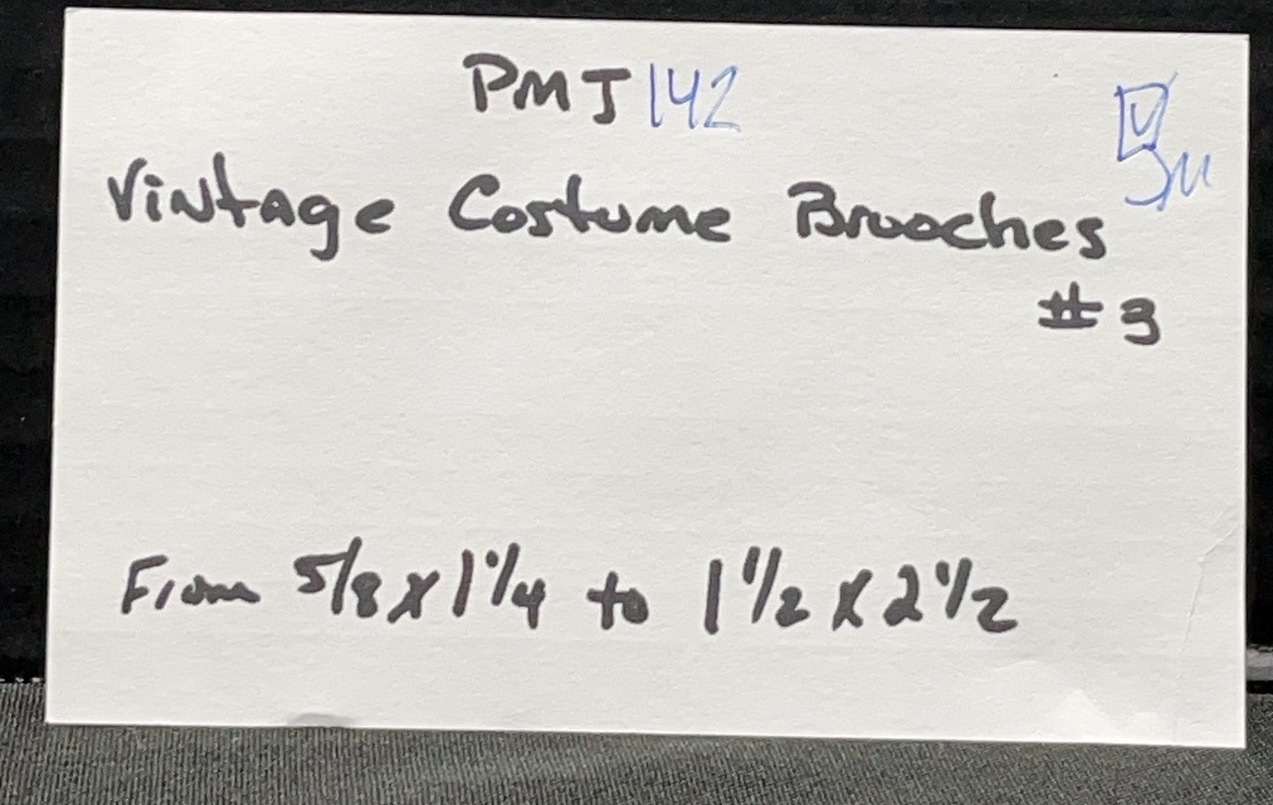 PMJ 142
Vintage Costume Brooches
#3
From 5/8 x 1 1/4 to 1 1/2 x 2 1/2